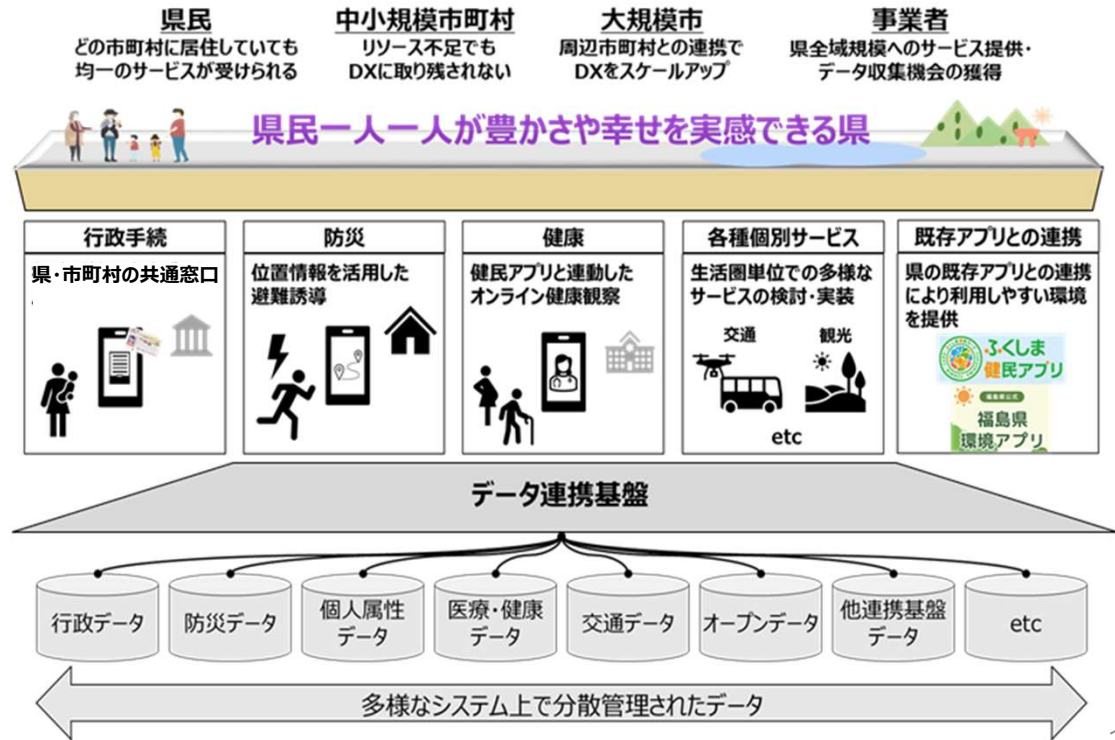 県民
どの市町村に居住していても
均一のサービスが受けられる
中小規模市町村
リソース不足でも
DXに取り残されない
大規模市
周辺市町村との連携で
DXをスケールアップ
事業者
県全域規模へのサービス提供・
データ収集機会の獲得
県民一人一人が豊かさや幸せを実感できる県
行政手続
県・市町村の共通窓口
防災
位置情報を活用した
避難誘導
健康
健民アプリと連動した
オンライン健康観察
各種個別サービス
生活圏単位での多様な
サービスの検討・実装
交通
観光
etc
既存アプリとの連携
県の既存アプリとの連携
により利用しやすい環境
を提供
ふくしま
健民アプリ
福島県公式
福島県
環境アプリ
データ連携基盤
行政データ
防災データ
個人属性
データ
医療・健康
データ
交通データ
オープンデータ
他連携基盤
データ
etc
多様なシステム上で分散管理されたデータ